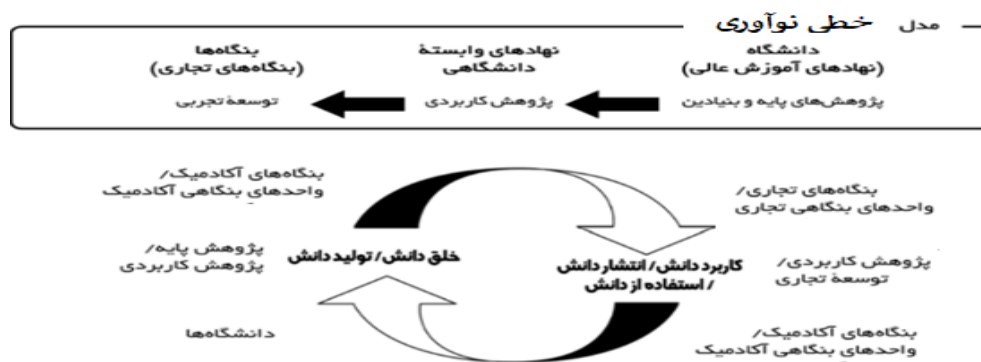 مدل خطی نوآوری
دانشگاه
(نهادهای آموزش عالی)
پژوهش‌های پایه و بنیادین
نهادهای وابستهٔ
دانشگاهی
پژوهش کاربردی
بنگاه‌ها
(بنگاه‌های تجاری)
توسعهٔ تجربی
بنگاه‌های تجاری/
واحدهای بنگاهی تجاری
پژوهش کاربردی/
توسعهٔ تجاری
بنگاه‌های آکادمیک/
واحدهای بنگاهی آکادمیک
کاربرد دانش/ انتشار دانش
/ استفاده از دانش
خلق دانش/ تولید دانش
بنگاه‌های آکادمیک/
واحدهای بنگاهی آکادمیک
پژوهش پایه/
پژوهش کاربردی
دانشگاه‌ها